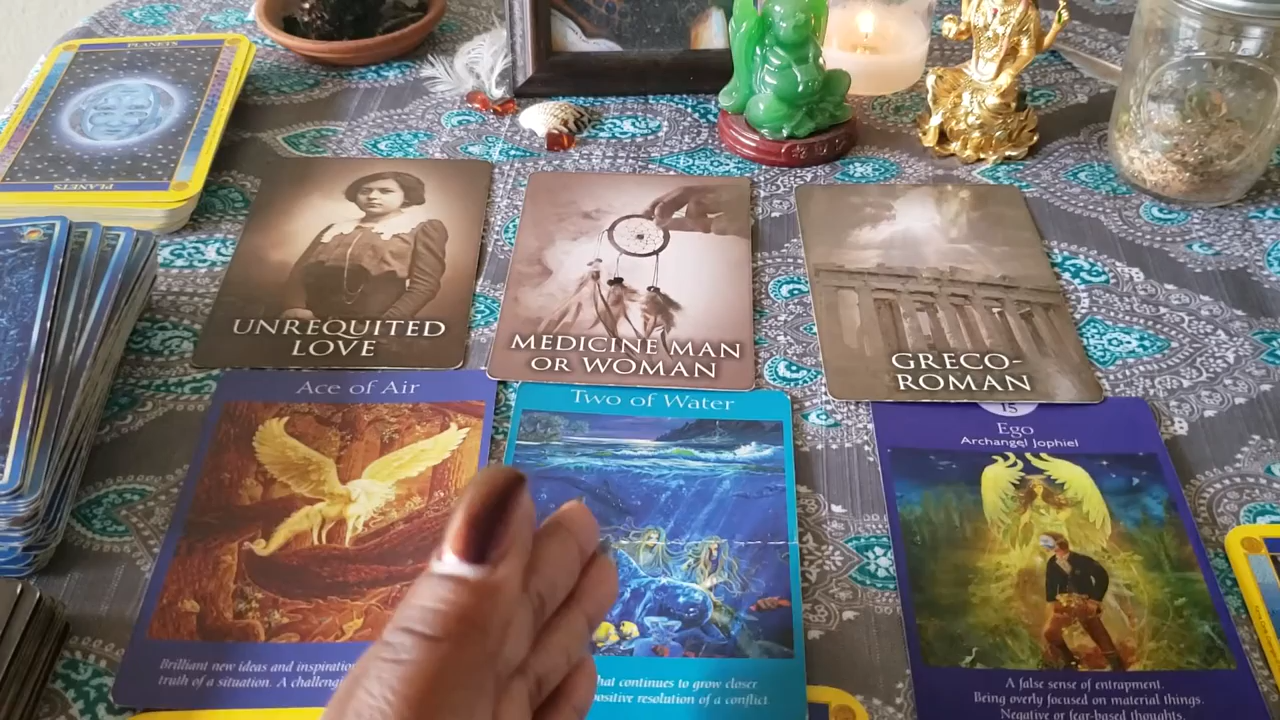 PLANETS
PLANETS
UNREQUITED
LOVE
MEDICINE MAN
OR WOMAN
GRECO-
ROMAN
Ace of Air
Brilliant new ideas and inspiration
truth of a situation. A
Two of Water
that continues to grow closer
positive resolution of a conflict.
15
Ego
Archangel Jophiel
A false sense of entrapment.
Being overly focused on material things.
Negative or fear-based thoughts.